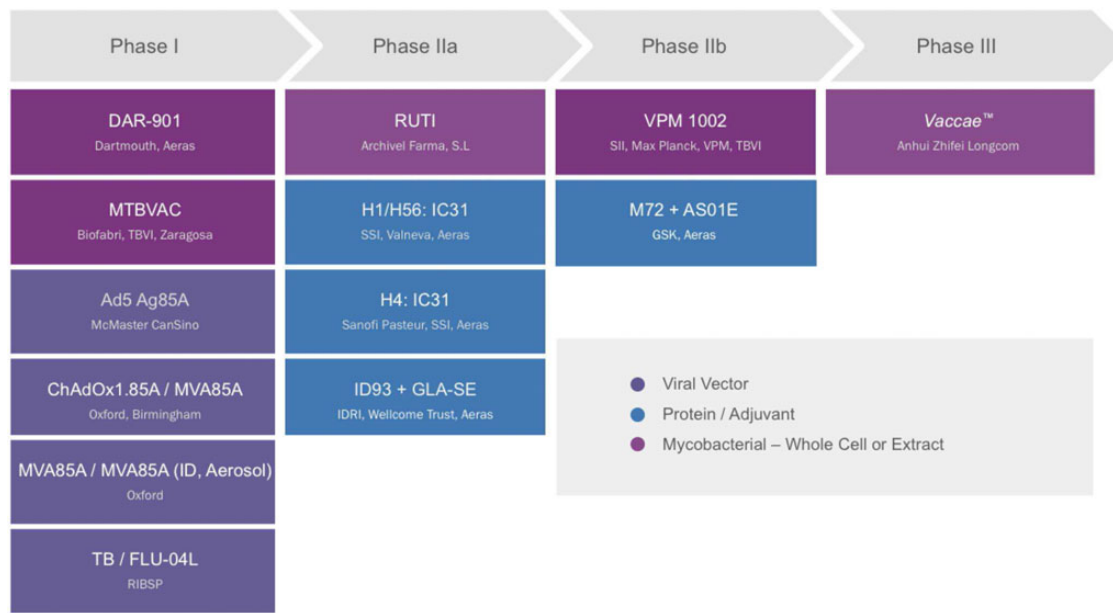 Phase I
Phase IIa
Phase IIb
Phase III
DAR-901
Dartmouth, Aeras
RUTI
Archivel Farma, S.L
VPM 1002
SII, Max Planck, VPM, TBVI
Vaccae™
Anhui Zhifei Longcom
MTBVAC
Biofabri, TBVI, Zaragosa
H1/H56: IC31
SSI, Valneva, Aeras
M72 + AS01E
GSK, Aeras
Ad5 Ag85A
McMaster CanSino
H4: IC31
Sanofi Pasteur, SSI, Aeras
ChAdOx1.85A / MVA85A
Oxford, Birmingham
ID93 + GLA-SE
IDRI, Wellcome Trust, Aeras
MVA85A / MVA85A (ID, Aerosol)
Oxford
TB / FLU-04L
RIBSP
Viral Vector
Protein / Adjuvant
Mycobacterial – Whole Cell or Extract